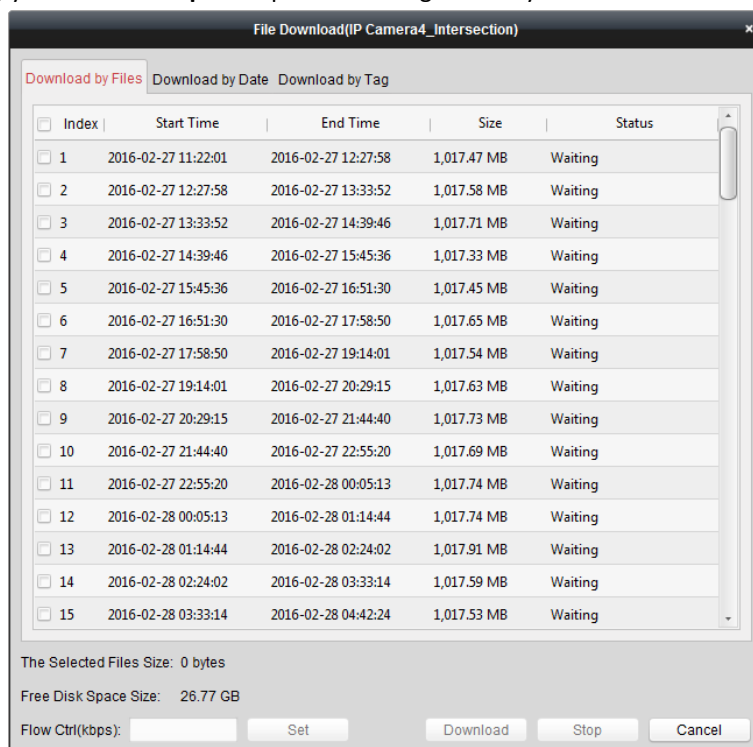 File Download(IP Camera4_Intersection) ×
Download by Files Download by Date Download by Tag
Index Start Time End Time Size Status
1 2016-02-27 11:22:01 2016-02-27 12:27:58 1,017.47 MB Waiting
2 2016-02-27 12:27:58 2016-02-27 13:33:52 1,017.58 MB Waiting
3 2016-02-27 13:33:52 2016-02-27 14:39:46 1,017.71 MB Waiting
4 2016-02-27 14:39:46 2016-02-27 15:45:36 1,017.33 MB Waiting
5 2016-02-27 15:45:36 2016-02-27 16:51:30 1,017.45 MB Waiting
6 2016-02-27 16:51:30 2016-02-27 17:58:50 1,017.65 MB Waiting
7 2016-02-27 17:58:50 2016-02-27 19:14:01 1,017.54 MB Waiting
8 2016-02-27 19:14:01 2016-02-27 20:29:15 1,017.63 MB Waiting
9 2016-02-27 20:29:15 2016-02-27 21:44:40 1,017.73 MB Waiting
10 2016-02-27 21:44:40 2016-02-27 22:55:20 1,017.69 MB Waiting
11 2016-02-27 22:55:20 2016-02-28 00:05:13 1,017.74 MB Waiting
12 2016-02-28 00:05:13 2016-02-28 01:14:44 1,017.74 MB Waiting
13 2016-02-28 01:14:44 2016-02-28 02:24:02 1,017.91 MB Waiting
14 2016-02-28 02:24:02 2016-02-28 03:33:14 1,017.59 MB Waiting
15 2016-02-28 03:33:14 2016-02-28 04:42:24 1,017.53 MB Waiting
The Selected Files Size: 0 bytes
Free Disk Space Size: 26.77 GB
Flow Ctrl(kbps): Set Download Stop Cancel